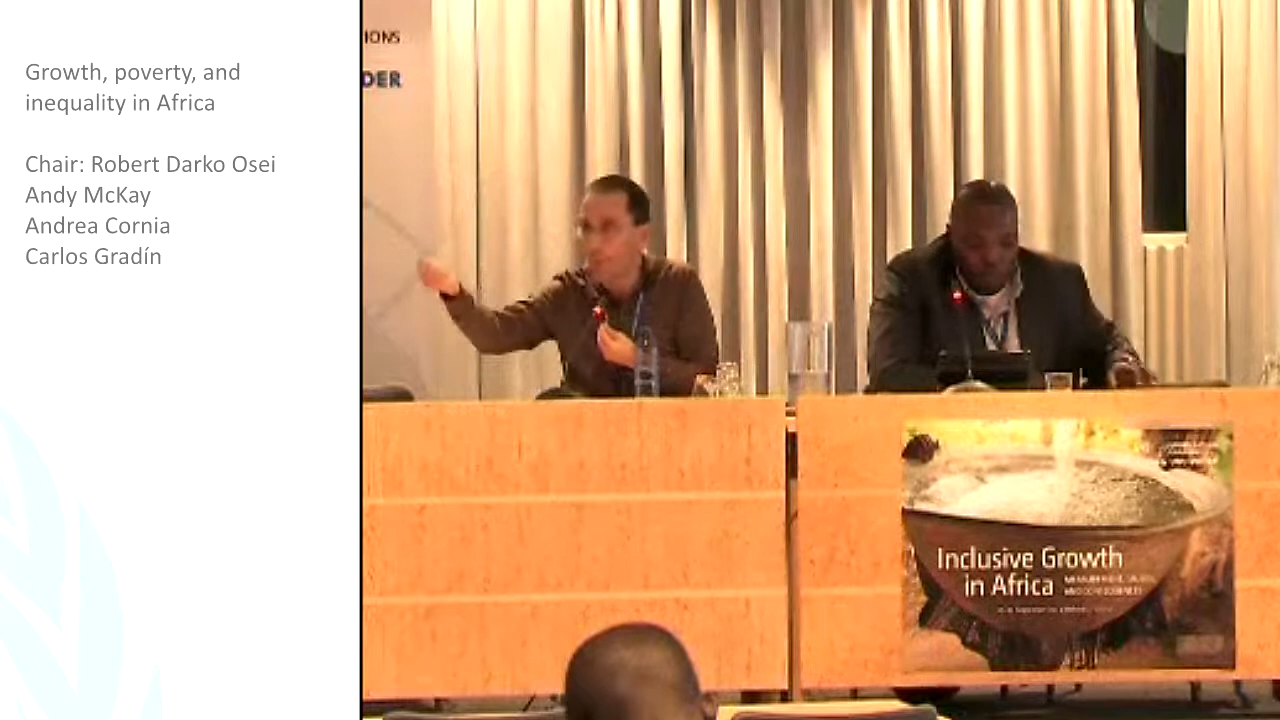 Growth, poverty, and
inequality in Africa
Chair: Robert Darko Osei
Andy McKay
Andrea Cornia
Carlos Gradín
IONS
DER
Inclusive Growth
in Africa